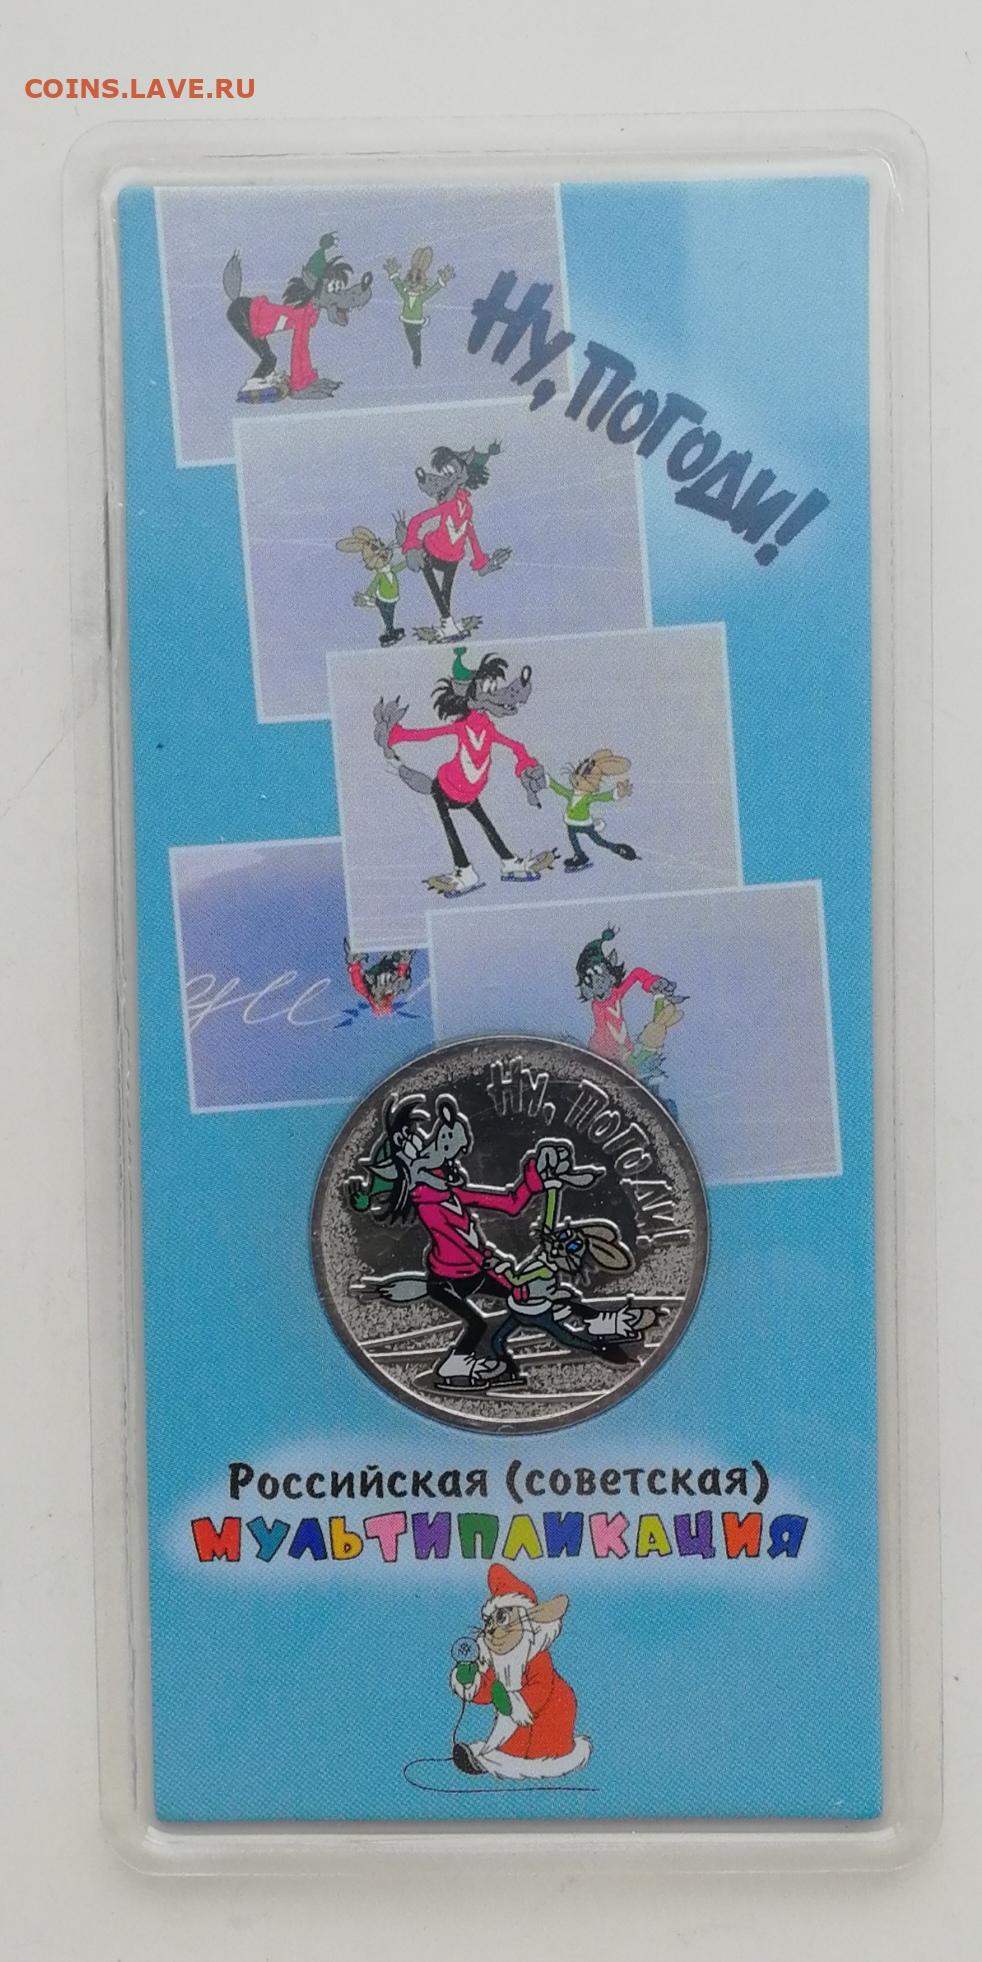 COINS.LAVE.RU
Ну, погоди!
Ну, погоди!
Российская (советская)
мультипликация